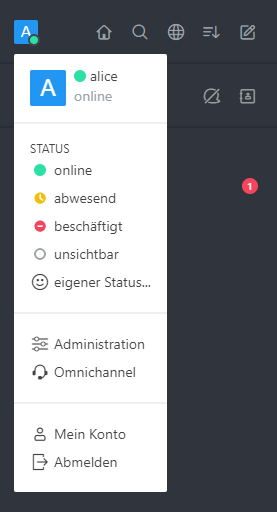 A
A
alice
online
STATUS
online
abwesend
beschäftigt
1
unsichtbar
eigener Status...
Administration
Omnichannel
Mein Konto
Abmelden